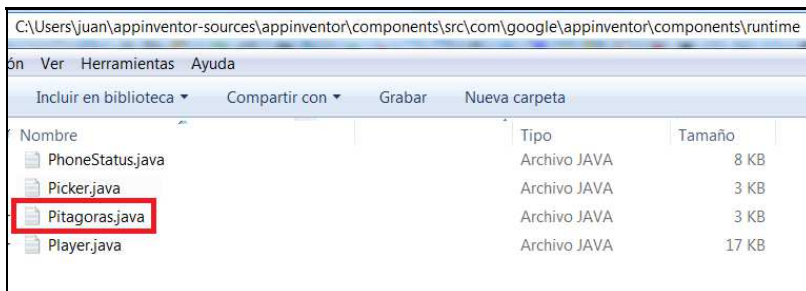 C:\Users\juan\appinventor-sources\appinventor\components\src\com\google\appinventor\components\runtime
ón Ver Herramientas Ayuda
Incluir en biblioteca ▼ Compartir con ▼ Grabar Nueva carpeta
Nombre Tipo Tamaño
PhoneStatus.java Archivo JAVA 8 KB
Picker.java Archivo JAVA 3 KB
Pitagoras.java Archivo JAVA 3 KB
Player.java Archivo JAVA 17 KB